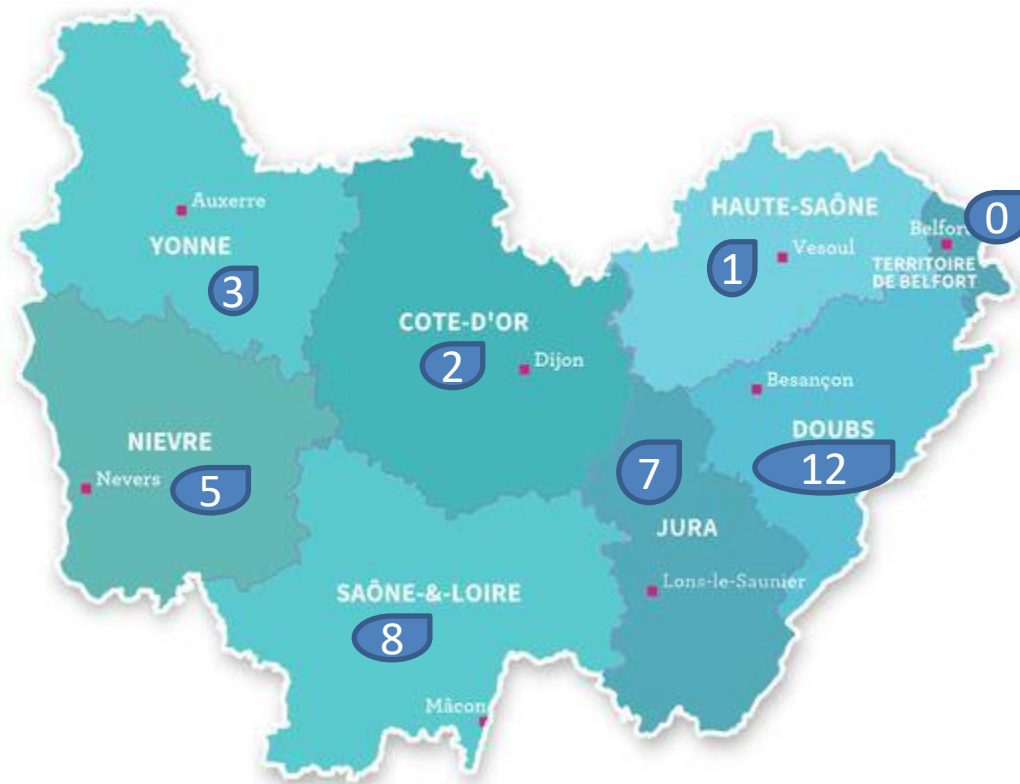 Auxerre
YONNE
3
HAUTE-SAÔNE
Vesoul
1
0
Belfort
TERRITOIRE
DE BELFORT
COTE-D'OR
2
Dijon
Besançon
DOUBS
12
NIEVRE
Nevers
5
7
JURA
Lons-le-Saunier
SAÔNE-&-LOIRE
8
Mâcon